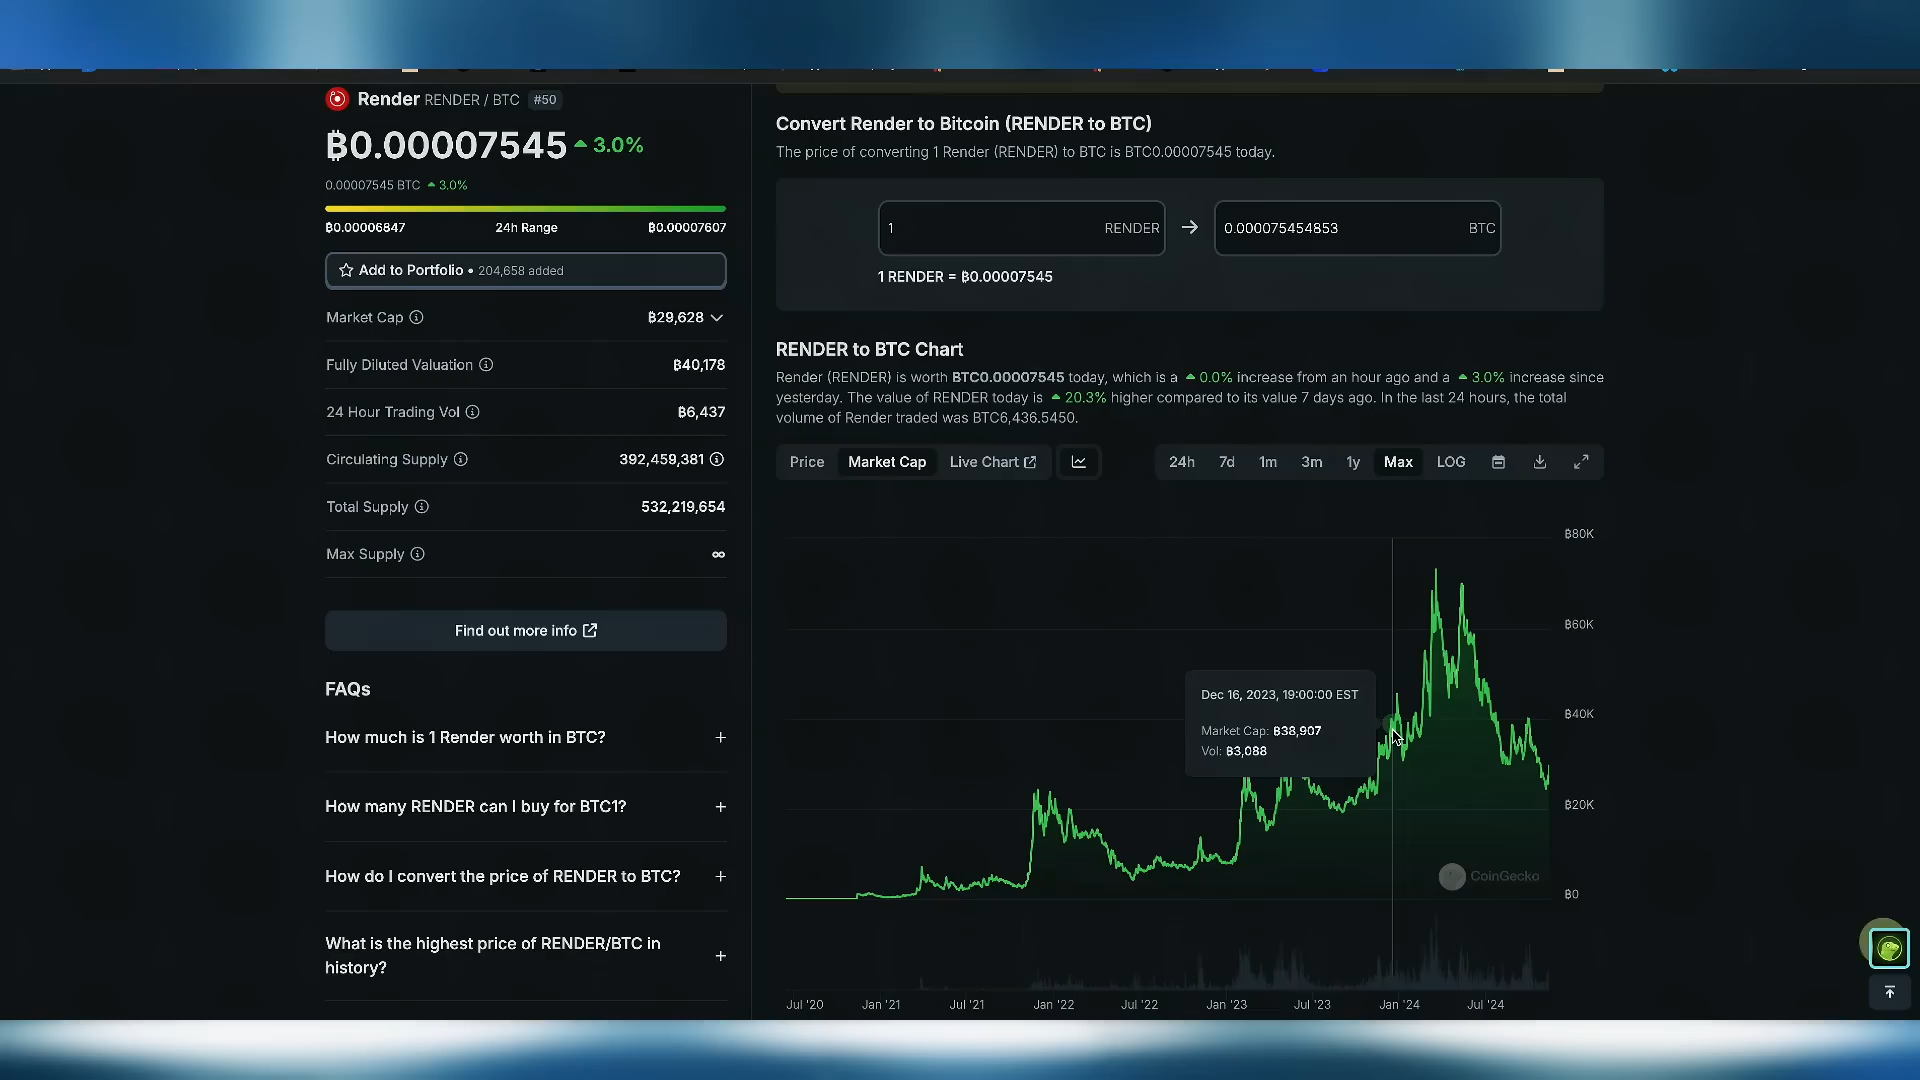 Render RENDER / BTC #50
₿0.00007545 3.0%
0.00007545 BTC 3.0%
₿0.00006847 24h Range ₿0.00007607
Add to Portfolio • 204,658 added
Market Cap ₿29,628
Fully Diluted Valuation ₿40,178
24 Hour Trading Vol ₿6,437
Circulating Supply 392,459,381
Total Supply 532,219,654
Max Supply ∞
Find out more info
FAQs
How much is 1 Render worth in BTC? +
How many RENDER can I buy for BTC1? +
How do I convert the price of RENDER to BTC? +
What is the highest price of RENDER/BTC in
history? +
Convert Render to Bitcoin (RENDER to BTC)
The price of converting 1 Render (RENDER) to BTC is BTC0.00007545 today.
1 RENDER → 0.000075454853 BTC
1 RENDER = ₿0.00007545
RENDER to BTC Chart
Render (RENDER) is worth BTC0.00007545 today, which is a 0.0% increase from an hour ago and a 3.0% increase since
yesterday. The value of RENDER today is 20.3% higher compared to its value 7 days ago. In the last 24 hours, the total
volume of Render traded was BTC6,436.5450.
Price Market Cap Live Chart 24h 7d 1m 3m 1y Max LOG
₿80K
₿60K
Dec 16, 2023, 19:00:00 EST
₿40K
Market Cap: ₿38,907
Vol: ₿3,088
₿20K
CoinGecko
₿0
Jul '20 Jan '21 Jul '21 Jan '22 Jul '22 Jan '23 Jul '23 Jan '24 Jul '24